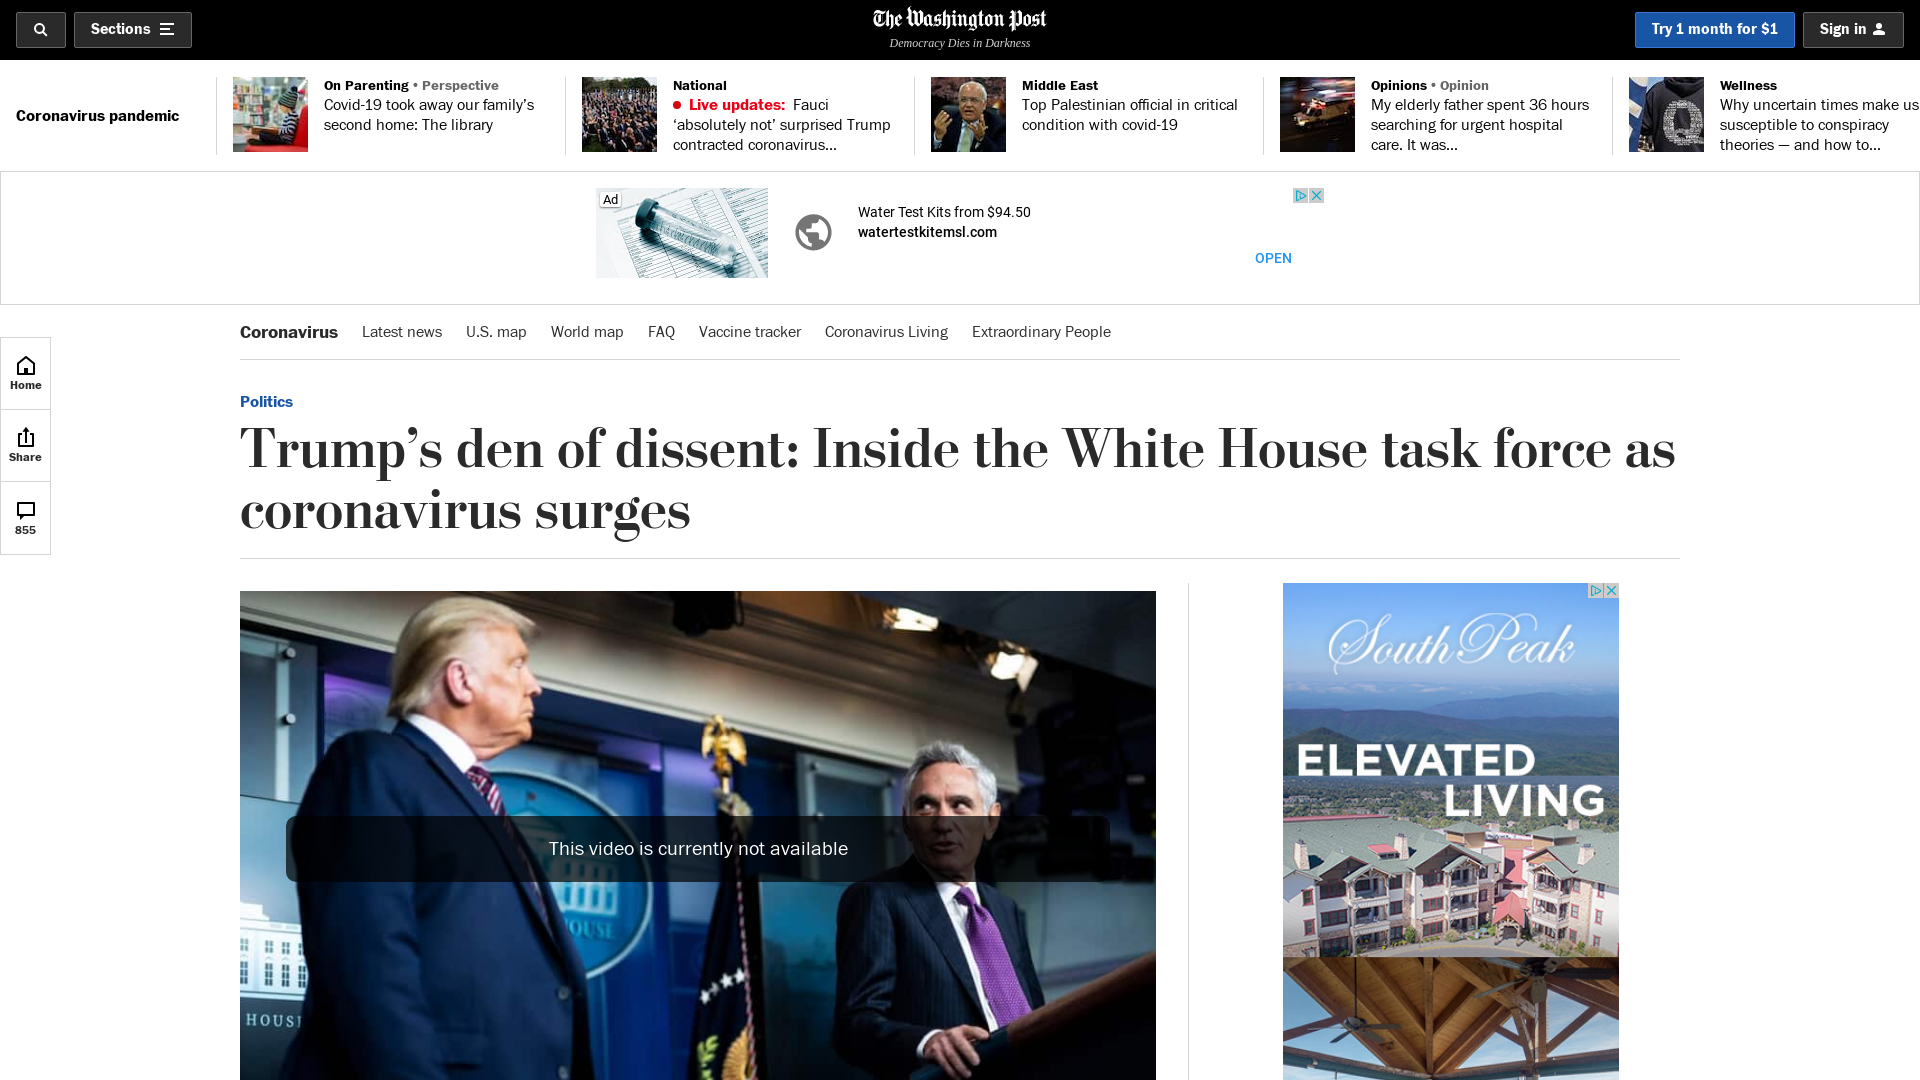 Sections
The Washington Post
Democracy Dies in Darkness
Try 1 month for $1
Sign in
Coronavirus pandemic
On Parenting • Perspective
Covid-19 took away our family’s
second home: The library
National
Live updates: Fauci
‘absolutely not’ surprised Trump
contracted coronavirus...
Middle East
Top Palestinian official in critical
condition with covid-19
Opinions • Opinion
My elderly father spent 36 hours
searching for urgent hospital
care. It was...
Wellness
Why uncertain times make us
susceptible to conspiracy
theories — and how to...
Ad
Water Test Kits from $94.50
watertestkitemsl.com
OPEN
Coronavirus
Latest news
U.S. map
World map
FAQ
Vaccine tracker
Coronavirus Living
Extraordinary People
Home
Share
855
Politics
Trump’s den of dissent: Inside the White House task force as
coronavirus surges
This video is currently not available
HOUSE
HOUS
South Peak
ELEVATED
LIVING